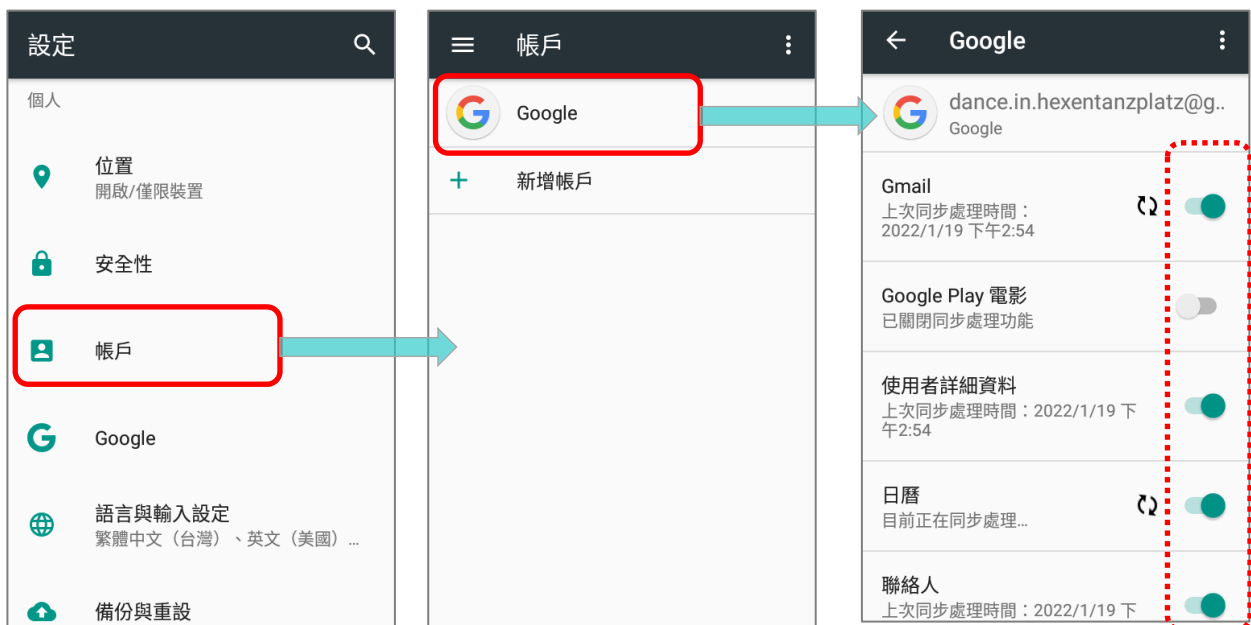 設定
個人
位置
開啟/僅限裝置
安全性
帳戶
Google
語言與輸入設定
繁體中文（台灣）、英文（美國）...
備份與重設
帳戶
Google
新增帳戶
Google
dance.in.hexentanzplatz@g..
Google
Gmail
上次同步處理時間：
2022/1/19 下午2:54
Google Play 電影
已關閉同步處理功能
使用者詳細資料
上次同步處理時間：2022/1/19 下
午2:54
日曆
目前正在同步處理...
聯絡人
上次同步處理時間：2022/1/19 下